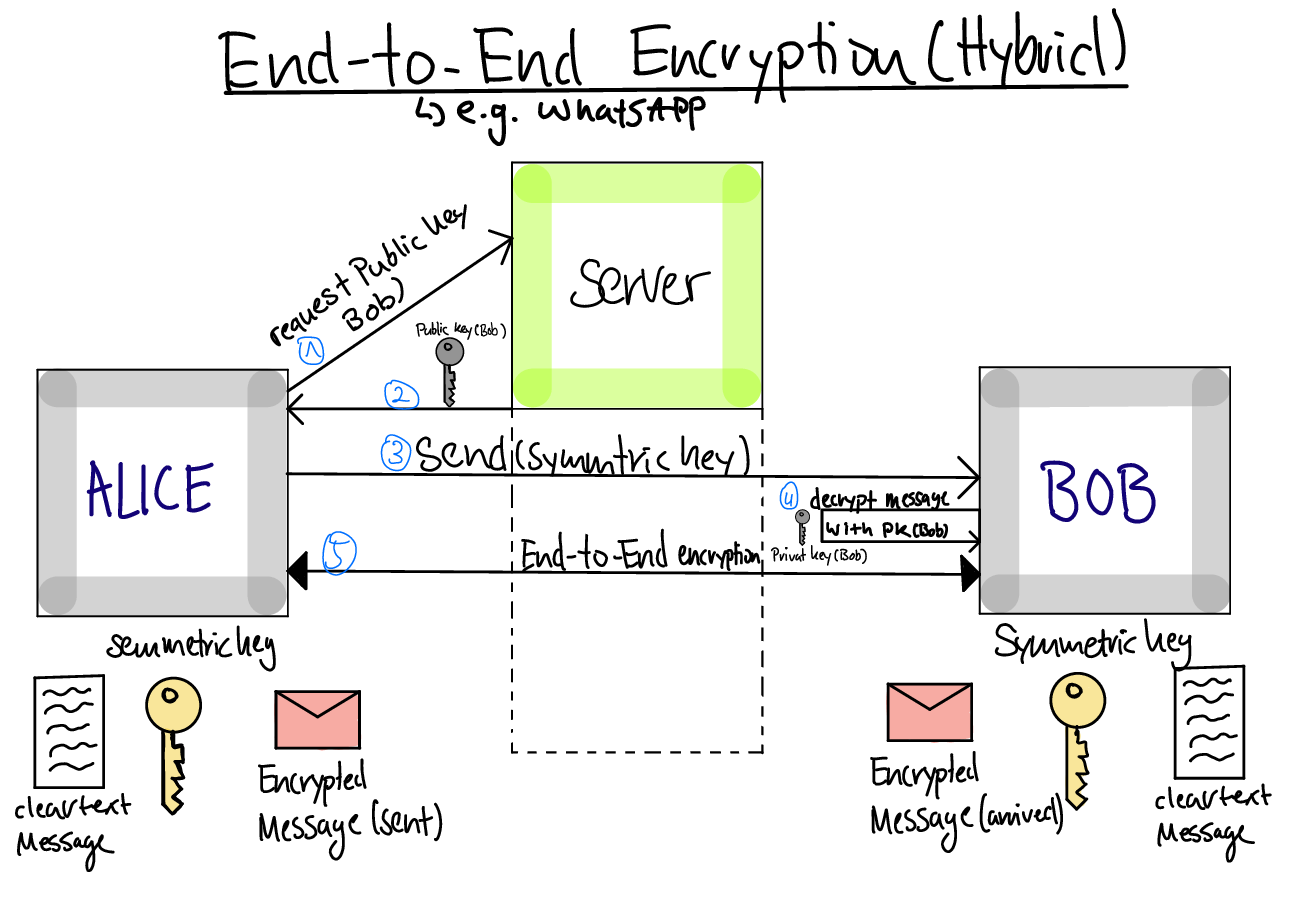 End-to-End Encryption (Hybrid)
↳ e.g. WhatsAPP
Server
request Public key
Bob)
1
Public key (Bob)
2
3 Send (Symmtric key)
ALICE
BOB
4 decrypt message
with PK (Bob)
Privat key (Bob)
5
End-to-End encryption
semmetric key
Symmetric key
cleartext
Message
Encrypted
Message (sent)
Encrypted
Message (arrived)
cleartext
Message